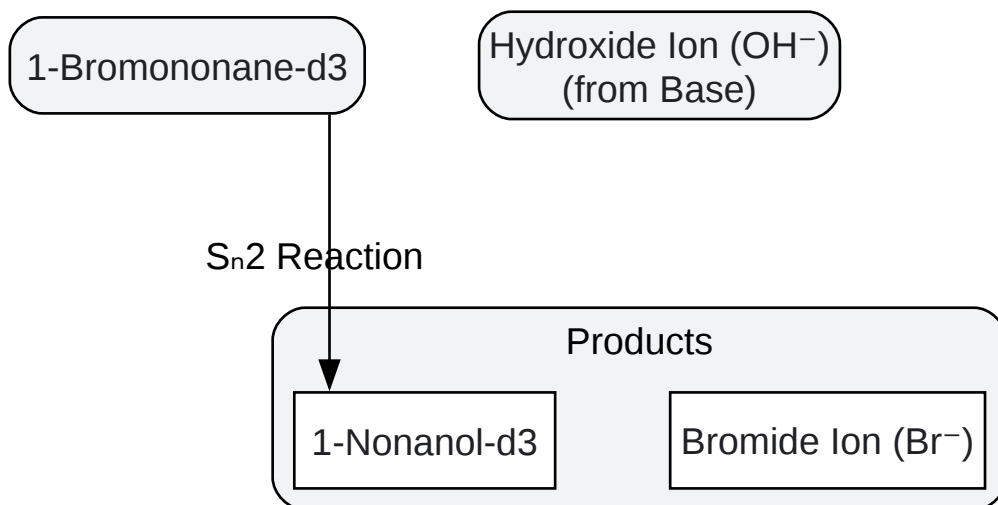 1-Bromononane-d3
Hydroxide Ion (OH⁻)
(from Base)
Sₙ2 Reaction
Products
1-Nonanol-d3
Bromide Ion (Br⁻)